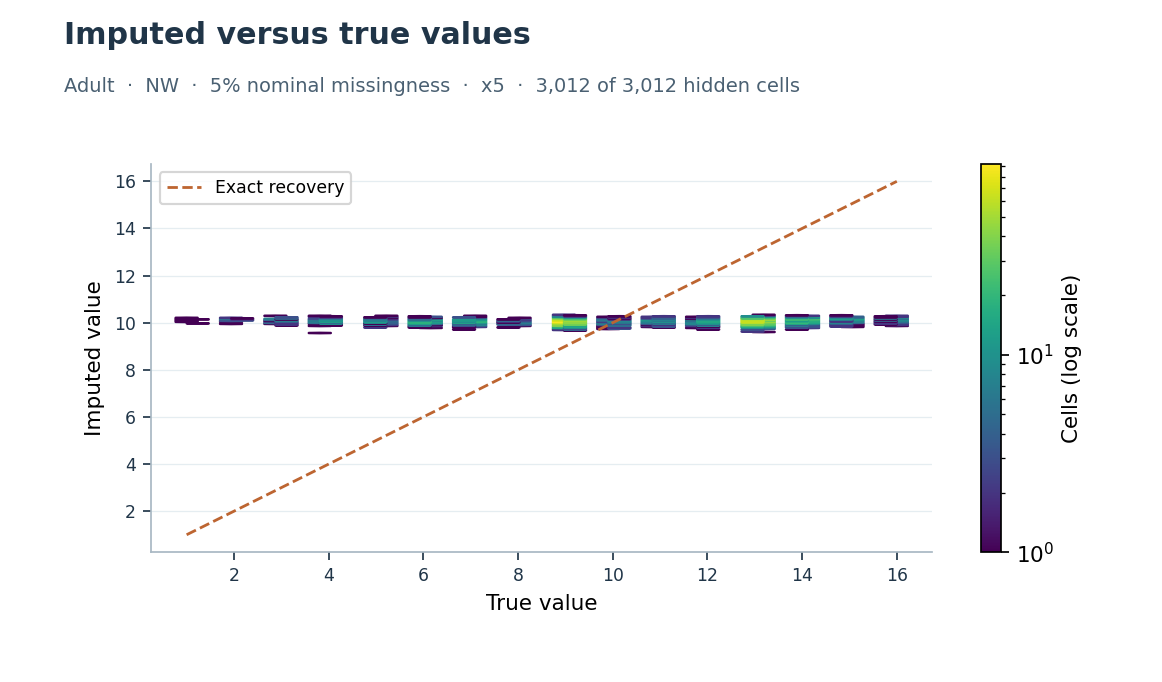 Imputed versus true values
Adult · NW · 5% nominal missingness · x5 · 3,012 of 3,012 hidden cells
Exact recovery
16
14
12
10
8
6
4
2
Imputed value
2 4 6 8 10 12 14 16
True value
10¹
10⁰
Cells (log scale)